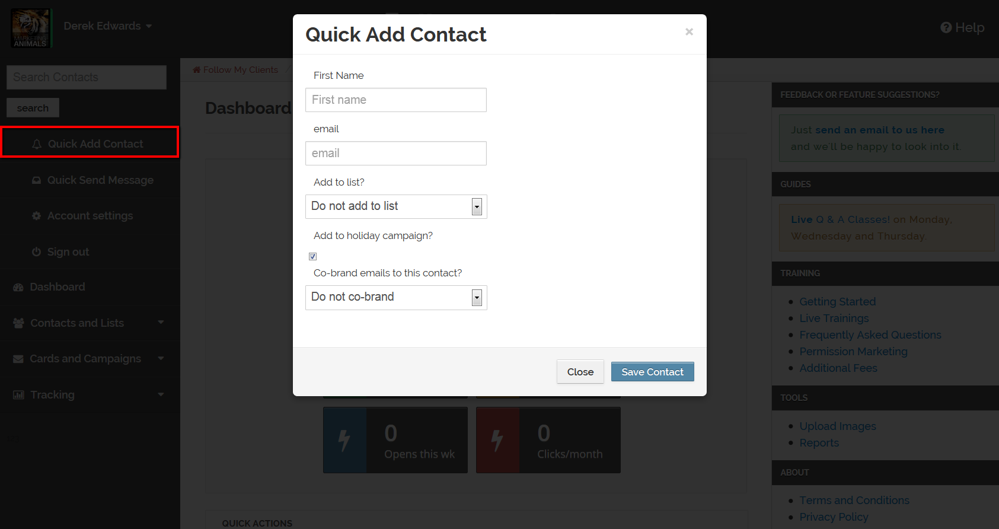 MARKETING
ANIMALS
Derek Edwards
Help
Search Contacts
search
Quick Add Contact
Quick Send Message
Account settings
Sign out
Dashboard
Contacts and Lists
Cards and Campaigns
Tracking
Follow My Clients
Dashboard
Quick Add Contact
×
First Name
First name
email
email
Add to list?
Do not add to list
Add to holiday campaign?
Co-brand emails to this contact?
Do not co-brand
Close
Save Contact
0
Opens this wk
0
Clicks/month
QUICK ACTIONS
FEEDBACK OR FEATURE SUGGESTIONS?
Just send an email to us here
and we'll be happy to look into it.
GUIDES
Live Q & A Classes! on Monday,
Wednesday and Thursday.
TRAINING
Getting Started
Live Trainings
Frequently Asked Questions
Permission Marketing
Additional Fees
TOOLS
Upload Images
Reports
ABOUT
Terms and Conditions
Privacy Policy